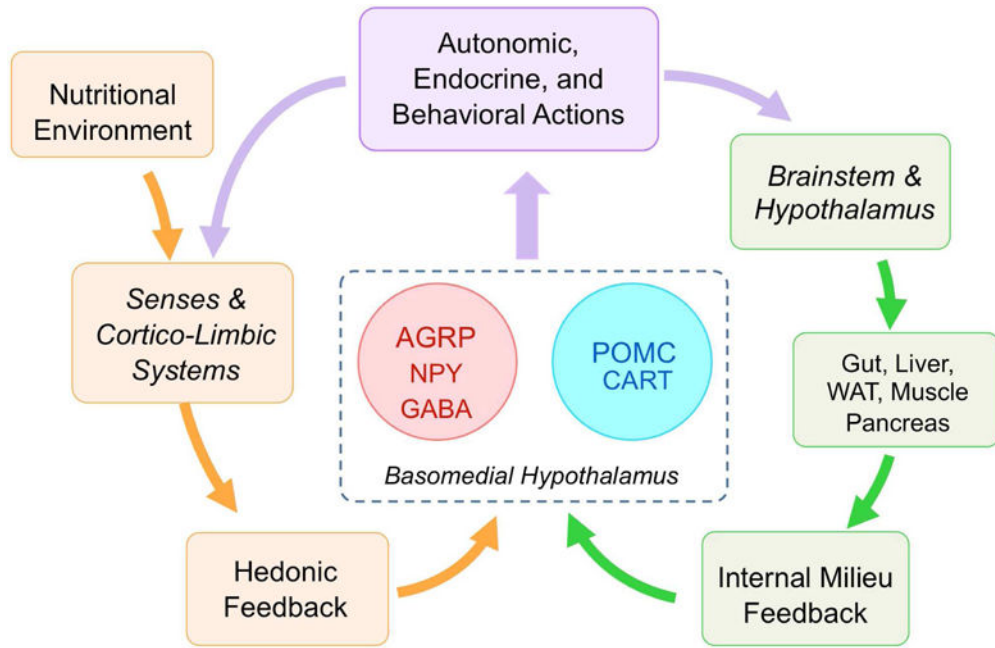 Nutritional
Environment
Autonomic,
Endocrine, and
Behavioral Actions
Brainstem &
Hypothalamus
Senses &
Cortico-Limbic
Systems
AGRP
NPY
GABA
POMC
CART
Basomedial Hypothalamus
Gut, Liver,
WAT, Muscle
Pancreas
Hedonic
Feedback
Internal Milieu
Feedback